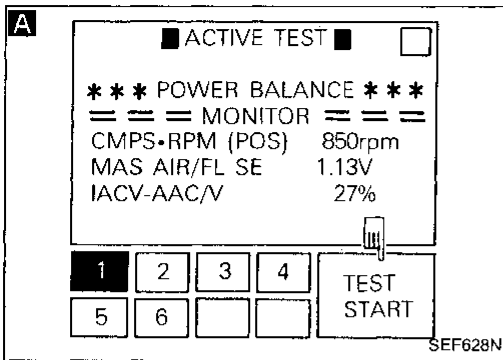 A
■ ACTIVE TEST ■
* * * POWER BALANCE * * *
= = = MONITOR = = =
CMPS•RPM (POS) 850rpm
MAS AIR/FL SE 1.13V
IACV-AAC/V 27%
1 2 3 4
5 6
TEST
START
SEF628N